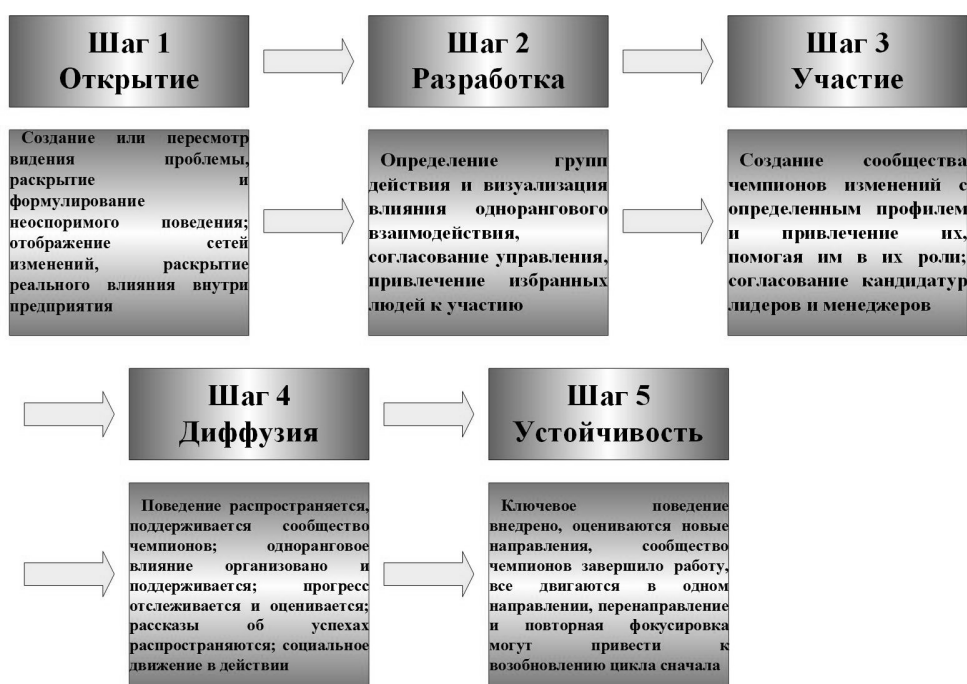 Шаг 1
Открытие
Шаг 2
Разработка
Шаг 3
Участие
Создание или пересмотр
видения проблемы,
раскрытие и
формулирование
неоспоримого поведения;
отображение сетей
изменений, раскрытие
реального влияния внутри
предприятия
Определение групп
действия и визуализация
влияния однорангового
взаимодействия,
согласование управления,
привлечение избранных
людей к участию
Создание сообщества
чемпионов изменений с
определенным профилем
и привлечение их,
помогая им в их роли;
согласование кандидатур
лидеров и менеджеров
Шаг 4
Диффузия
Шаг 5
Устойчивость
Поведение распространяется,
поддерживается сообщество
чемпионов; одноранговое
влияние организовано и
поддерживается; прогресс
отслеживается и оценивается;
рассказы об успехах
распространяются; социальное
движение в действии
Ключевое поведение
внедрено, оцениваются новые
направления, сообщество
чемпионов завершило работу,
все двигаются в одном
направлении, перенаправление
и повторная фокусировка
могут привести к
возобновлению цикла сначала